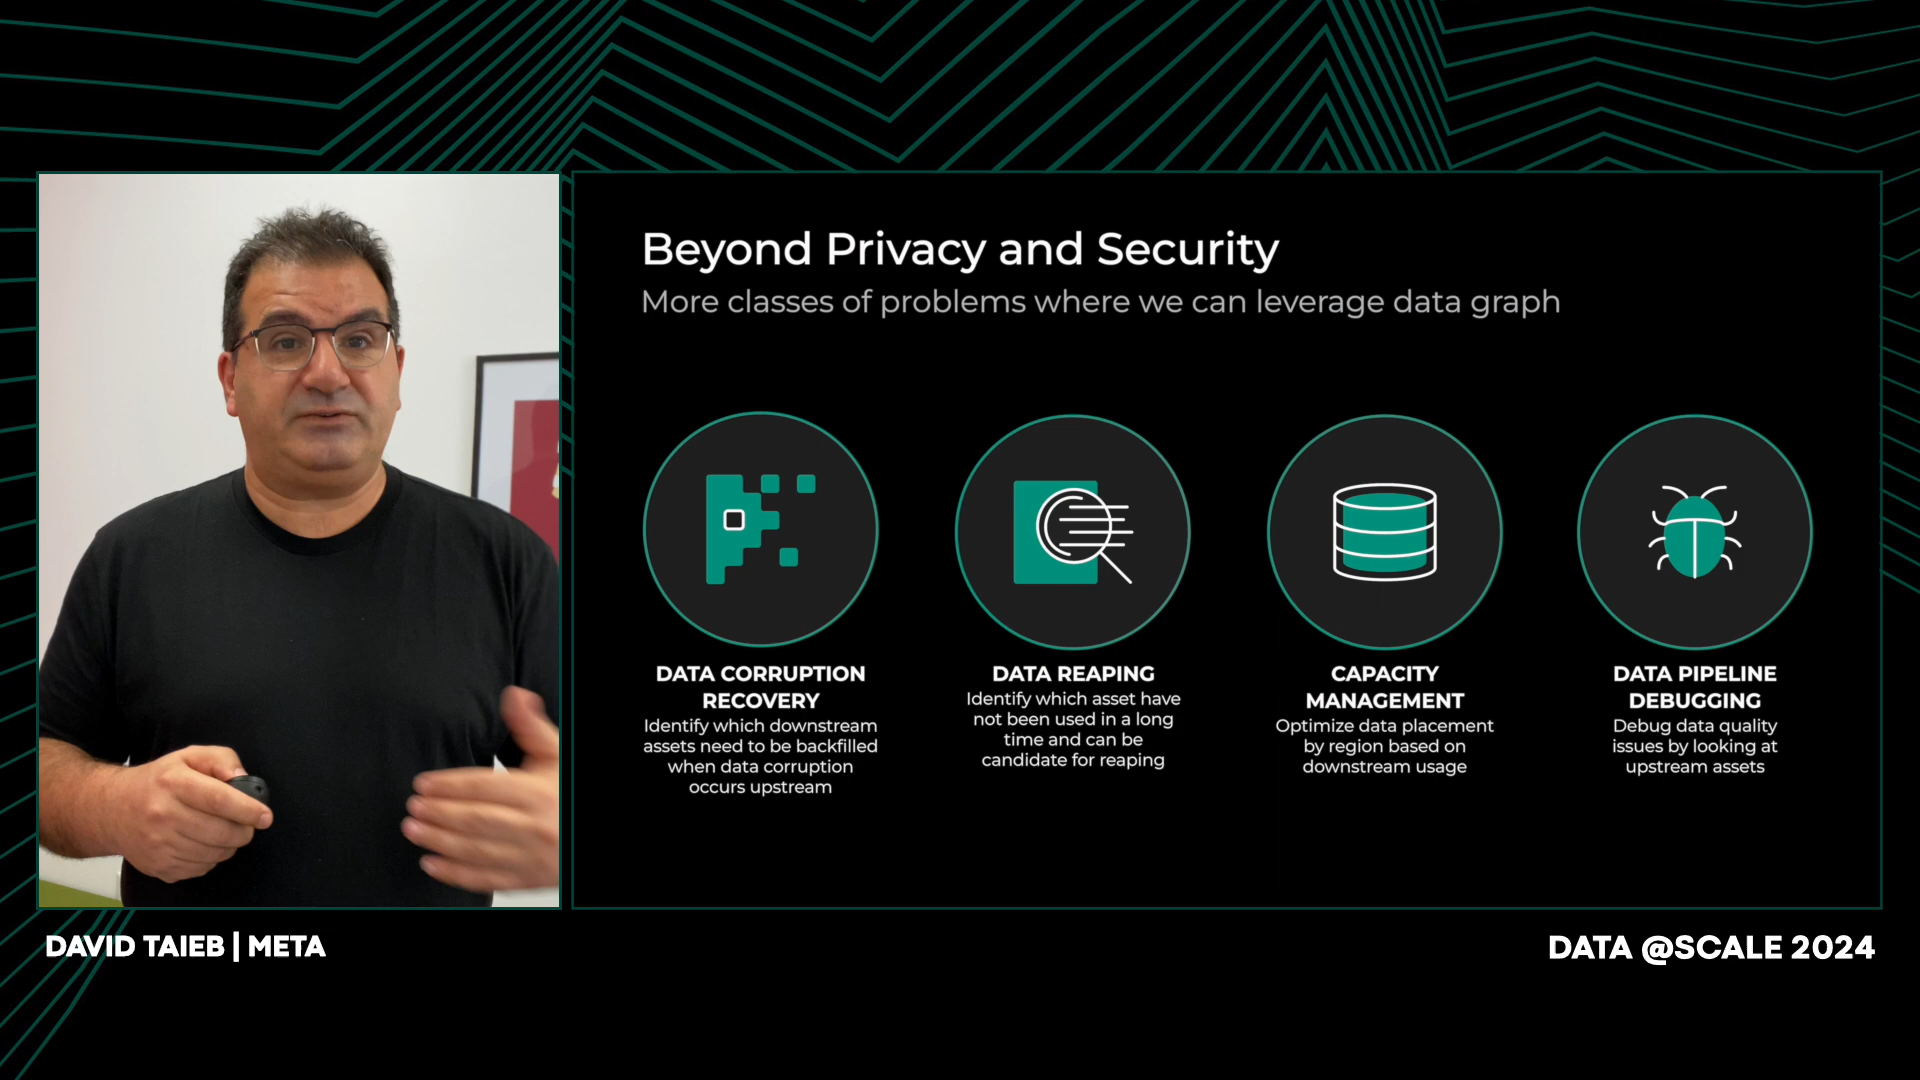 Beyond Privacy and Security
More classes of problems where we can leverage data graph
DATA CORRUPTION
RECOVERY
Identify which downstream
assets need to be backfilled
when data corruption
occurs upstream
DATA REAPING
Identify which asset have
not been used in a long
time and can be
candidate for reaping
CAPACITY
MANAGEMENT
Optimize data placement
by region based on
downstream usage
DATA PIPELINE
DEBUGGING
Debug data quality
issues by looking at
upstream assets
DAVID TAIEB | META
DATA @SCALE 2024